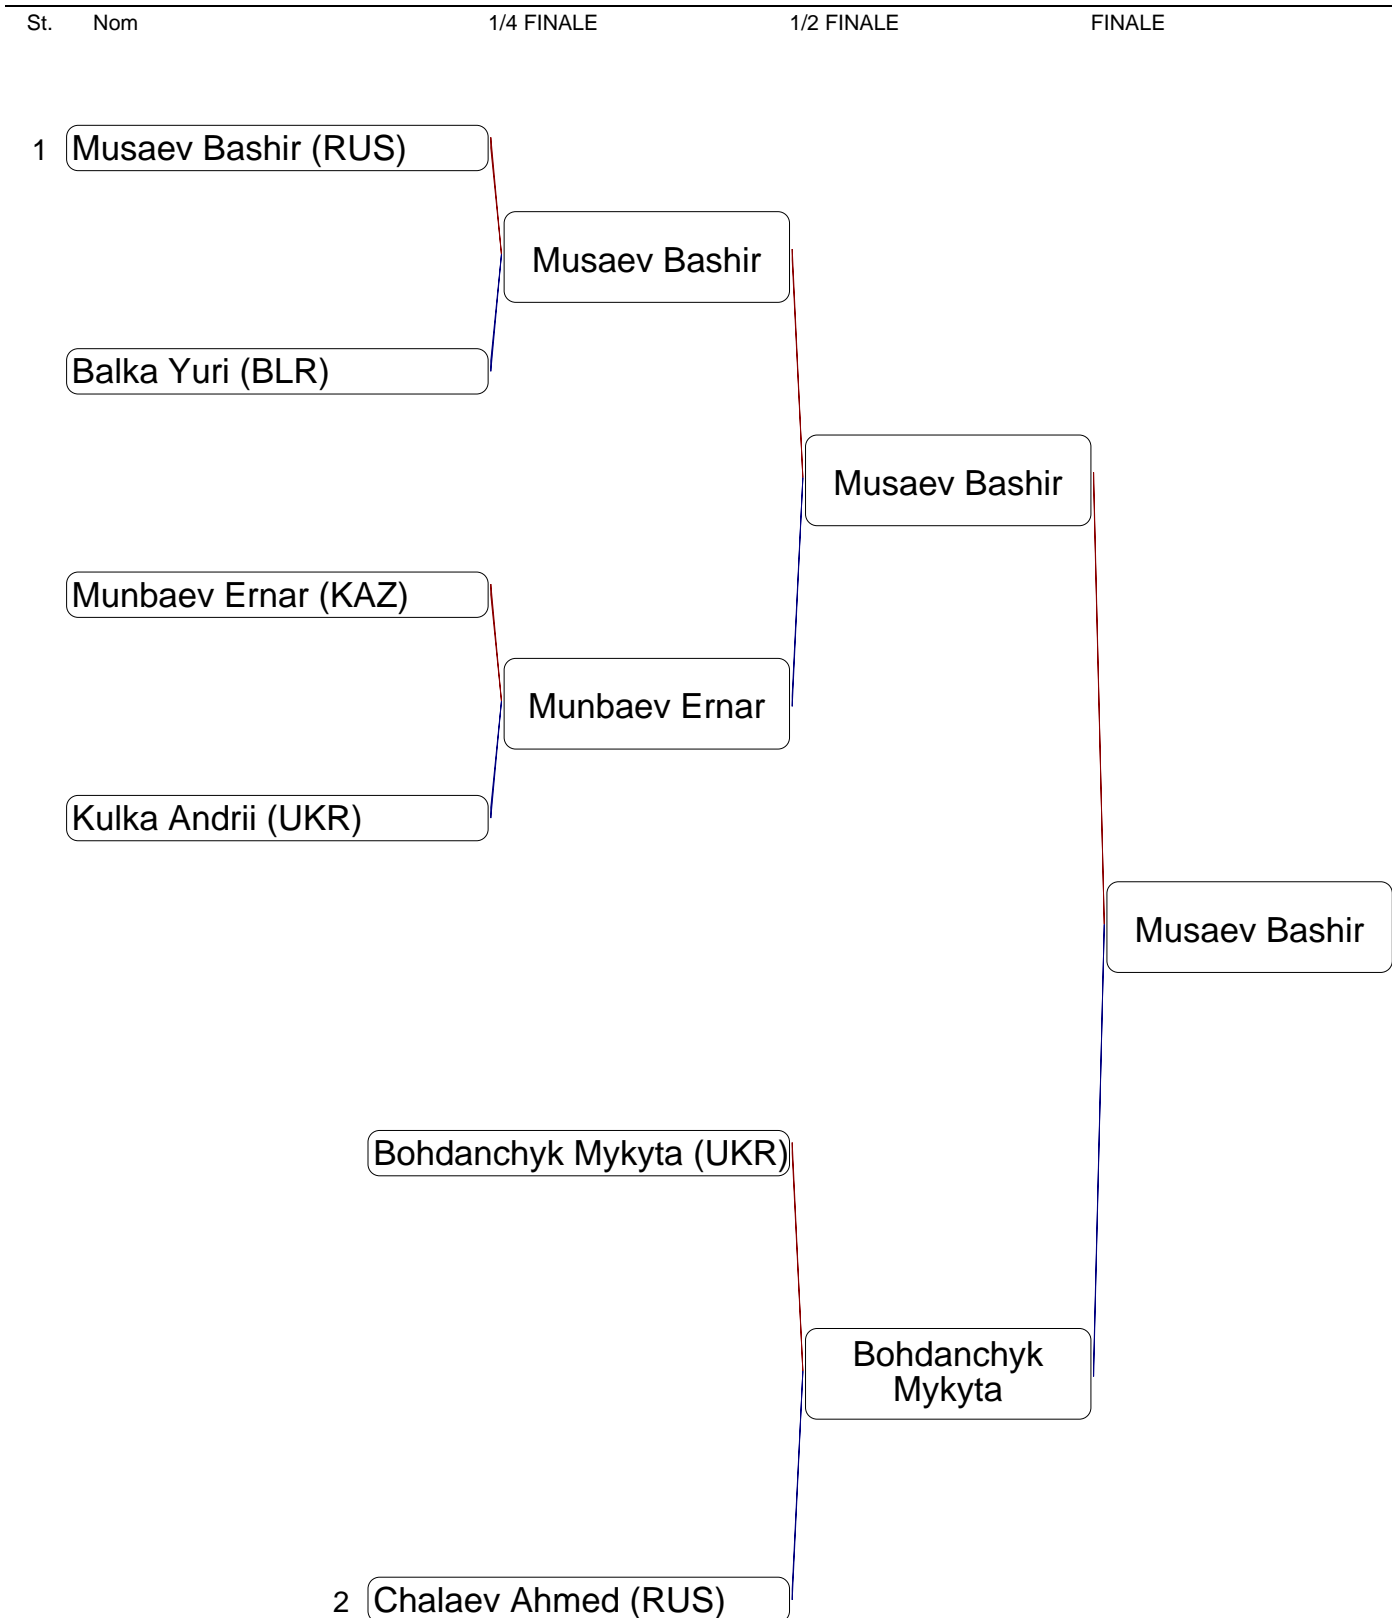 St. Nom 1/4 FINALE 1/2 FINALE FINALE
1 Musaev Bashir (RUS)
Musaev Bashir
Balka Yuri (BLR)
Musaev Bashir
Munbaev Ernar (KAZ)
Munbaev Ernar
Kulka Andrii (UKR)
Musaev Bashir
Bohdanchyk Mykyta (UKR)
Bohdanchyk
Mykyta
2 Chalaev Ahmed (RUS)